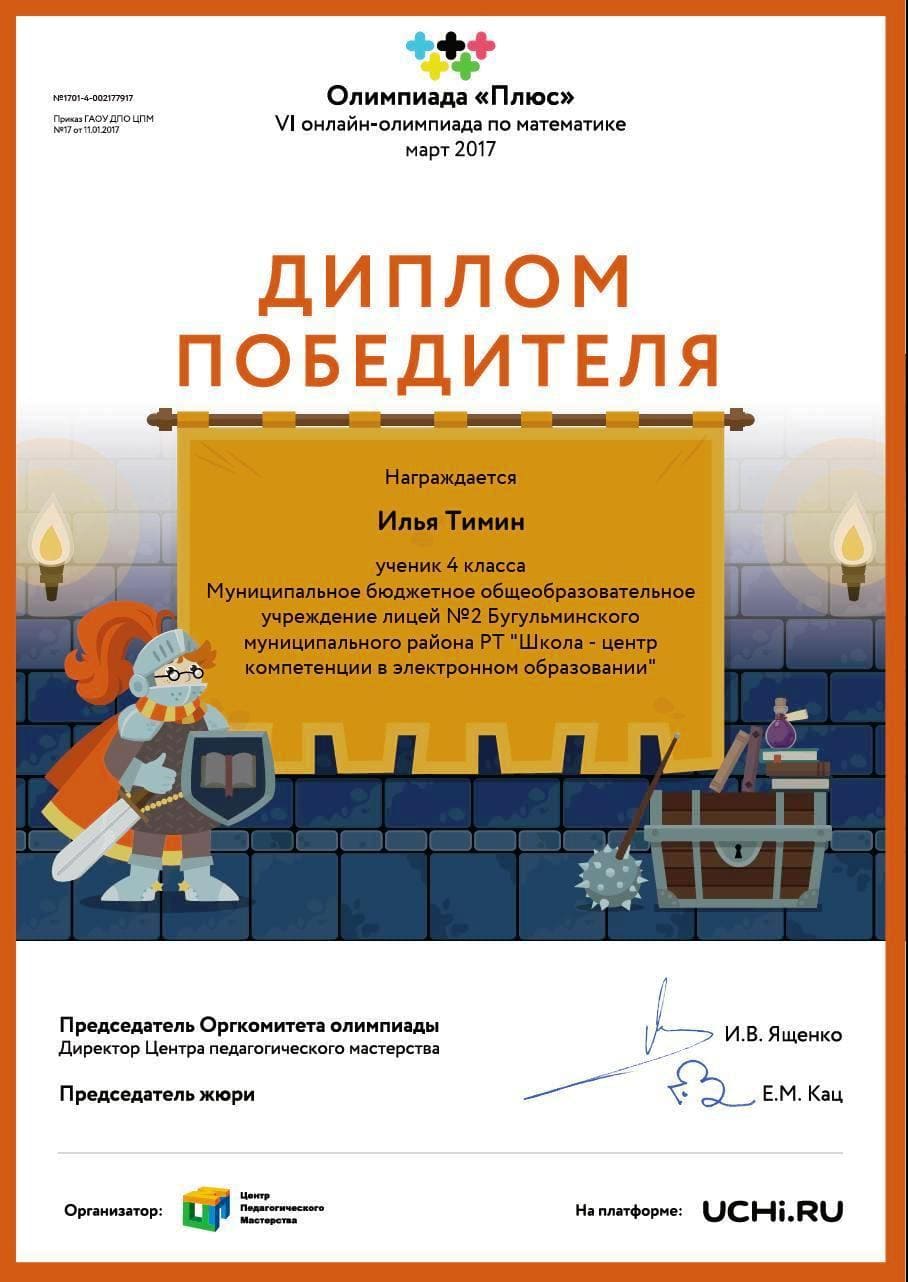 №1701-4-002177917
Приказ ГАОУ ДПО ЦПМ
№17 от 11.01.2017
Олимпиада «Плюс»
VI онлайн-олимпиада по математике
март 2017
ДИПЛОМ
ПОБЕДИТЕЛЯ
Награждается
Илья Тимин
ученик 4 класса
Муниципальное бюджетное общеобразовательное
учреждение лицей №2 Бугульминского
муниципального района РТ "Школа - центр
компетенции в электронном образовании"
Председатель Оргкомитета олимпиады
Директор Центра педагогического мастерства
И.В. Ященко
Председатель жюри
Е.М. Кац
Организатор:
Центр
Педагогического
Мастерства
На платформе:
UCHi.RU